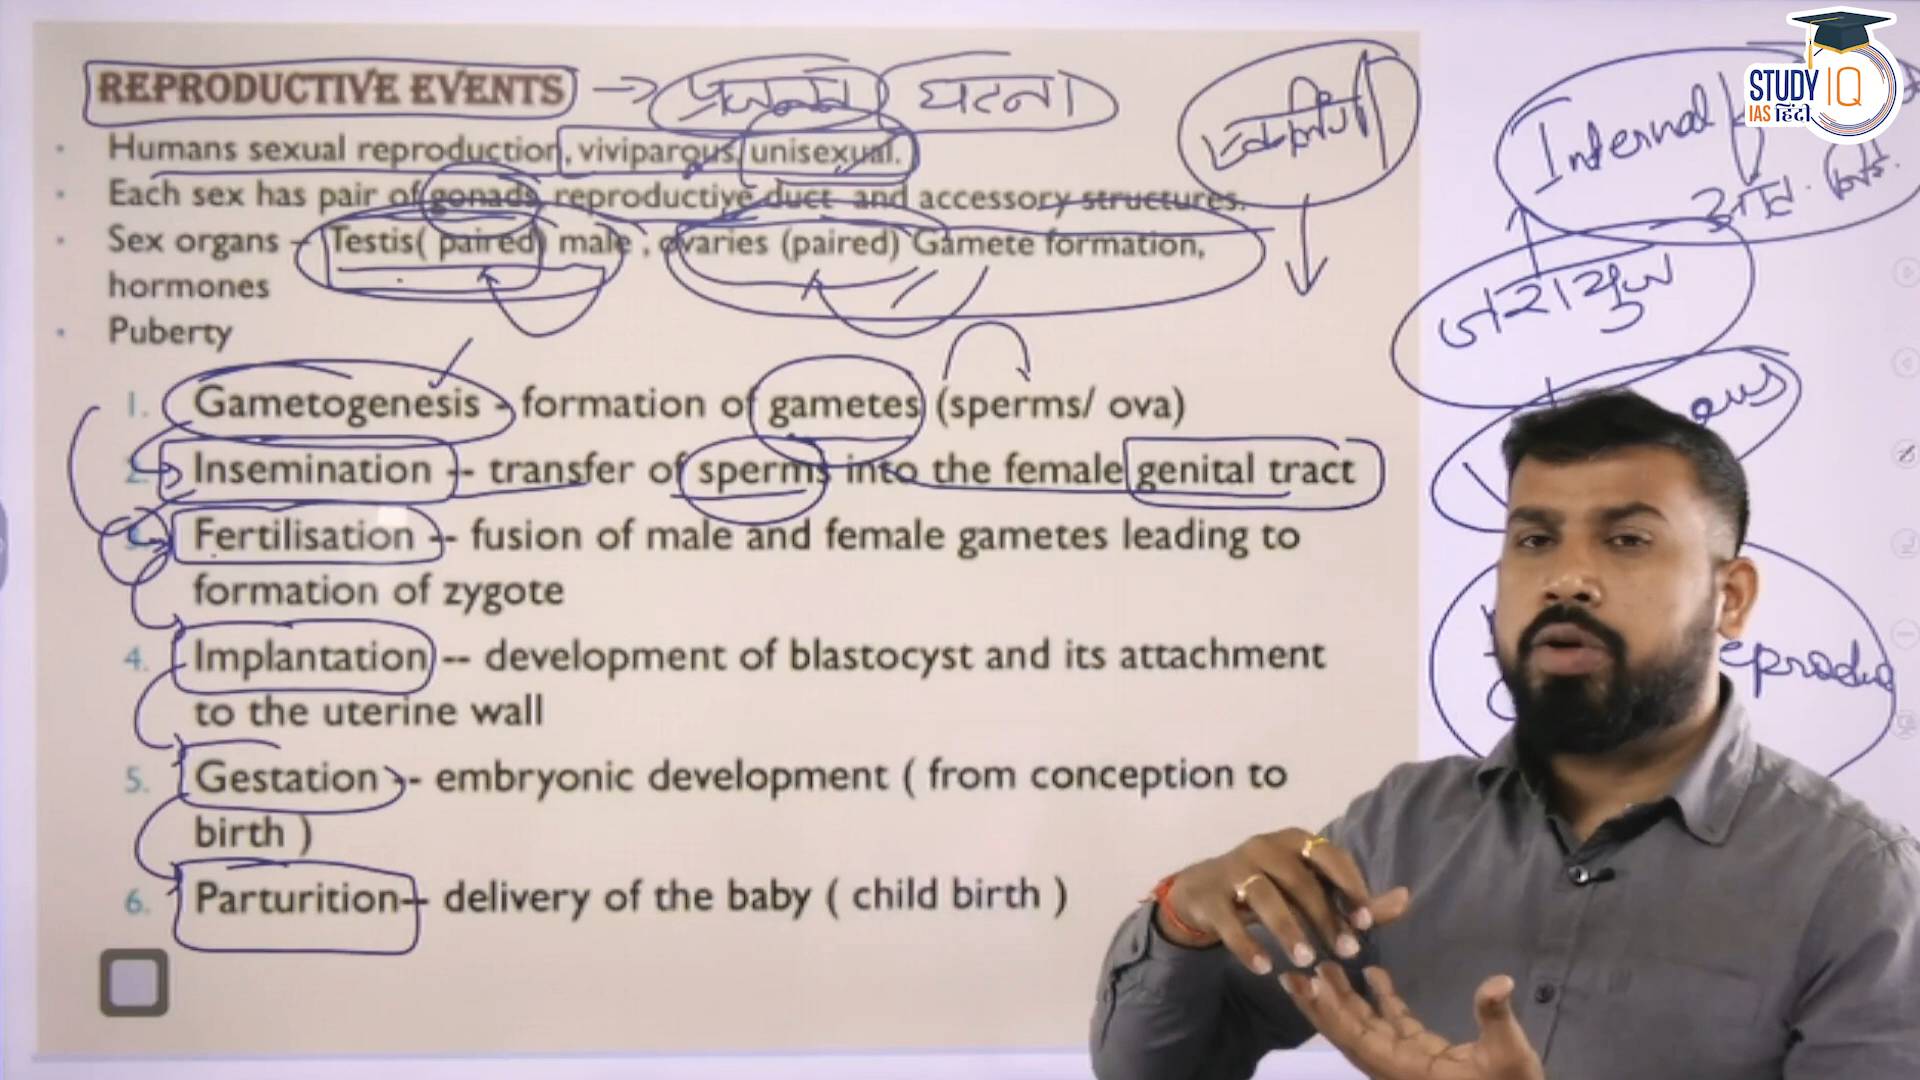 REPRODUCTIVE EVENTS → प्रजनन घटना
Humans sexual reproduction, viviparous, unisexual.
Each sex has pair of gonads, reproductive duct and accessory structures.
Sex organs – Testis( paired) male , ovaries (paired) Gamete formation,
hormones
Puberty
1. Gametogenesis - formation of gametes (sperms/ ova)
2. Insemination -- transfer of sperms into the female genital tract
3. Fertilisation -- fusion of male and female gametes leading to
formation of zygote
4. Implantation -- development of blastocyst and its attachment
to the uterine wall
5. Gestation -- embryonic development ( from conception to
birth )
6. Parturition– delivery of the baby ( child birth )
एकलिंगी
Internal
जरायुज
STUDY IQ
IAS हिंदी